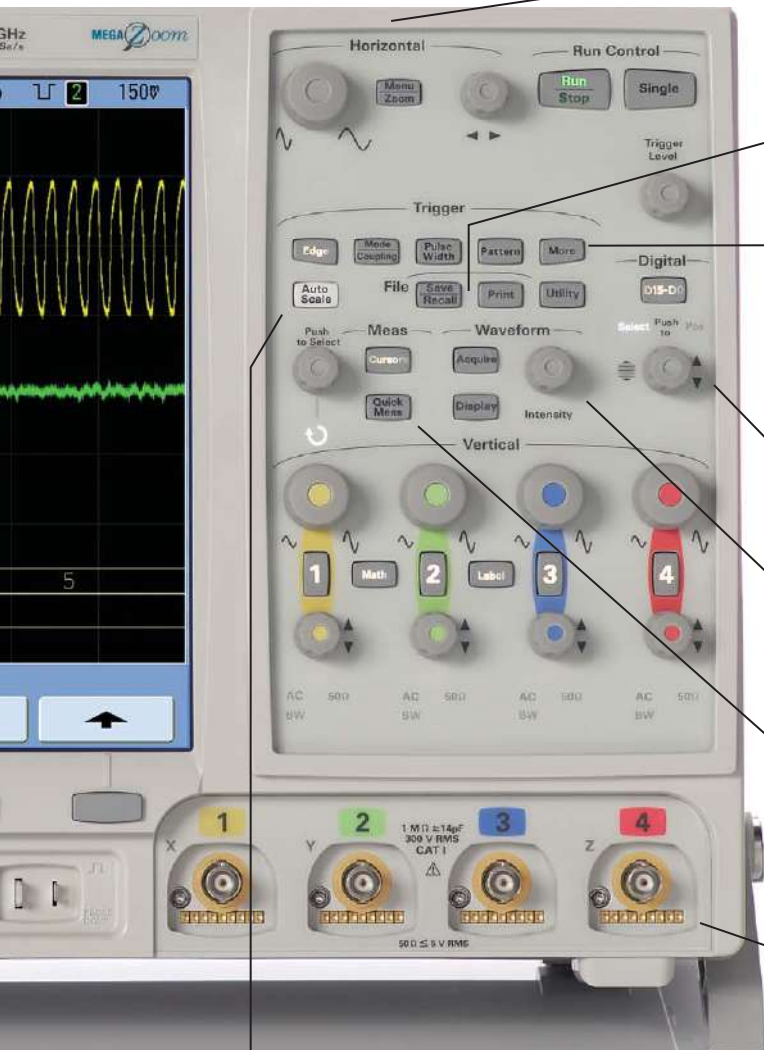 GHz
Sa/s
MEGA Zoom
2 150
Horizontal
Run Control
Menu
Zoom
Run
Stop
Single
Trigger
Level
Trigger
Edge
Mode
Coupling
Pulse
Width
Pattern
More
Digital
Auto
Scale
File
Save
Recall
Print
Utility
D15-D0
Push
to Select
Meas
Waveform
Select Push Pos
to
Cursors
Acquire
Quick
Meas
Display
Intensity
Vertical
1
Math
2
Label
3
4
5
AC 50Ω
BW
AC 50Ω
BW
AC 50Ω
BW
AC 50Ω
BW
1
2
3
4
1 MΩ ≅ 14pF
300 V RMS
CAT I
X
Y
Z
50Ω ≤ 5 V RMS